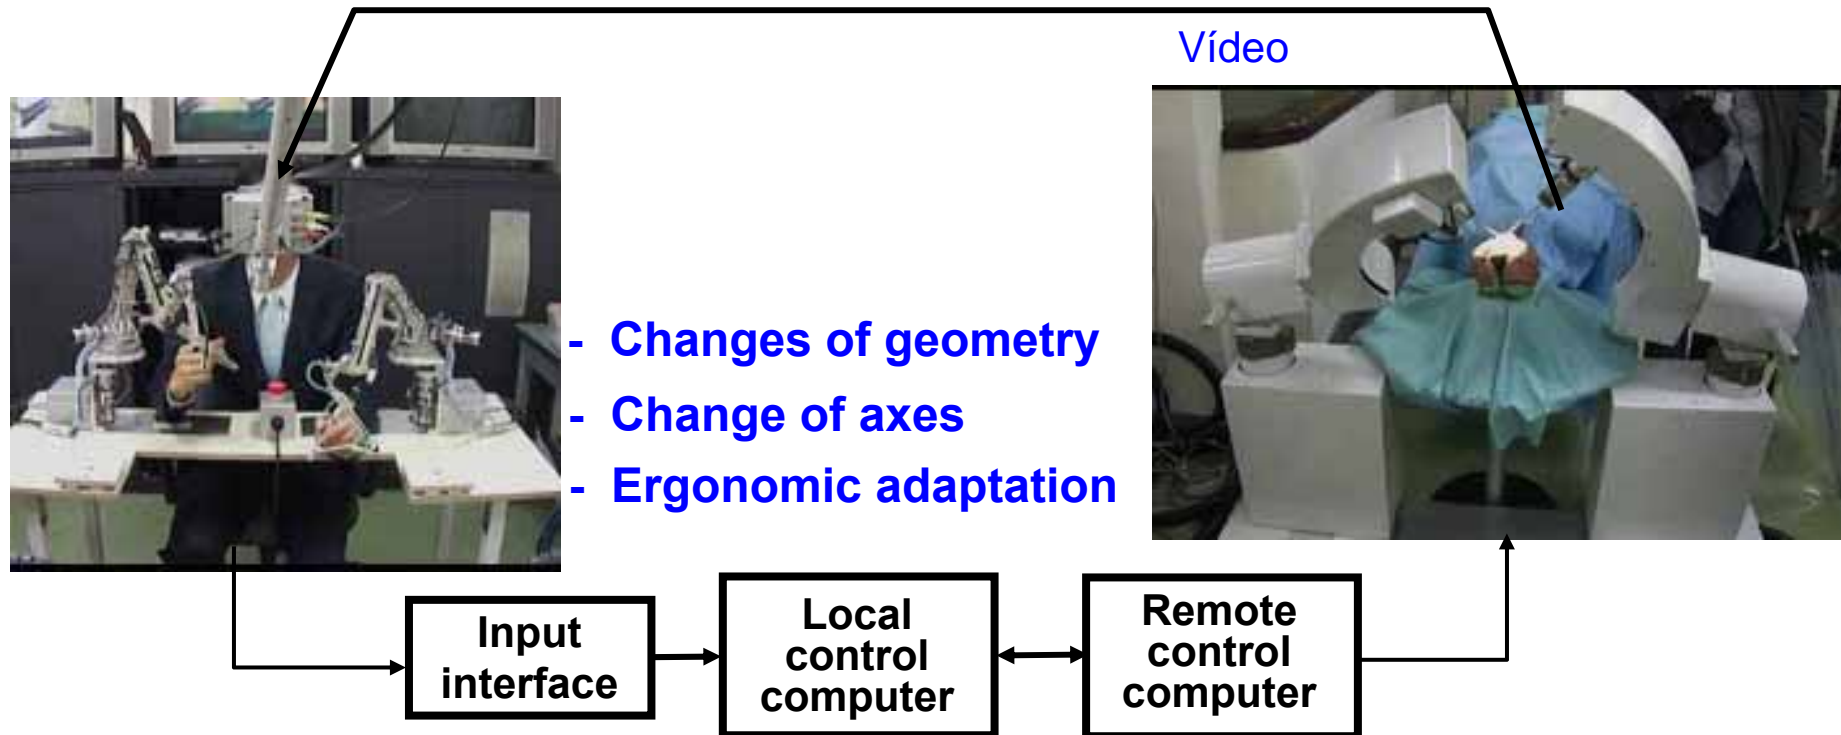 Vídeo
- Changes of geometry
- Change of axes
- Ergonomic adaptation
Input
interface
Local
control
computer
Remote
control
computer